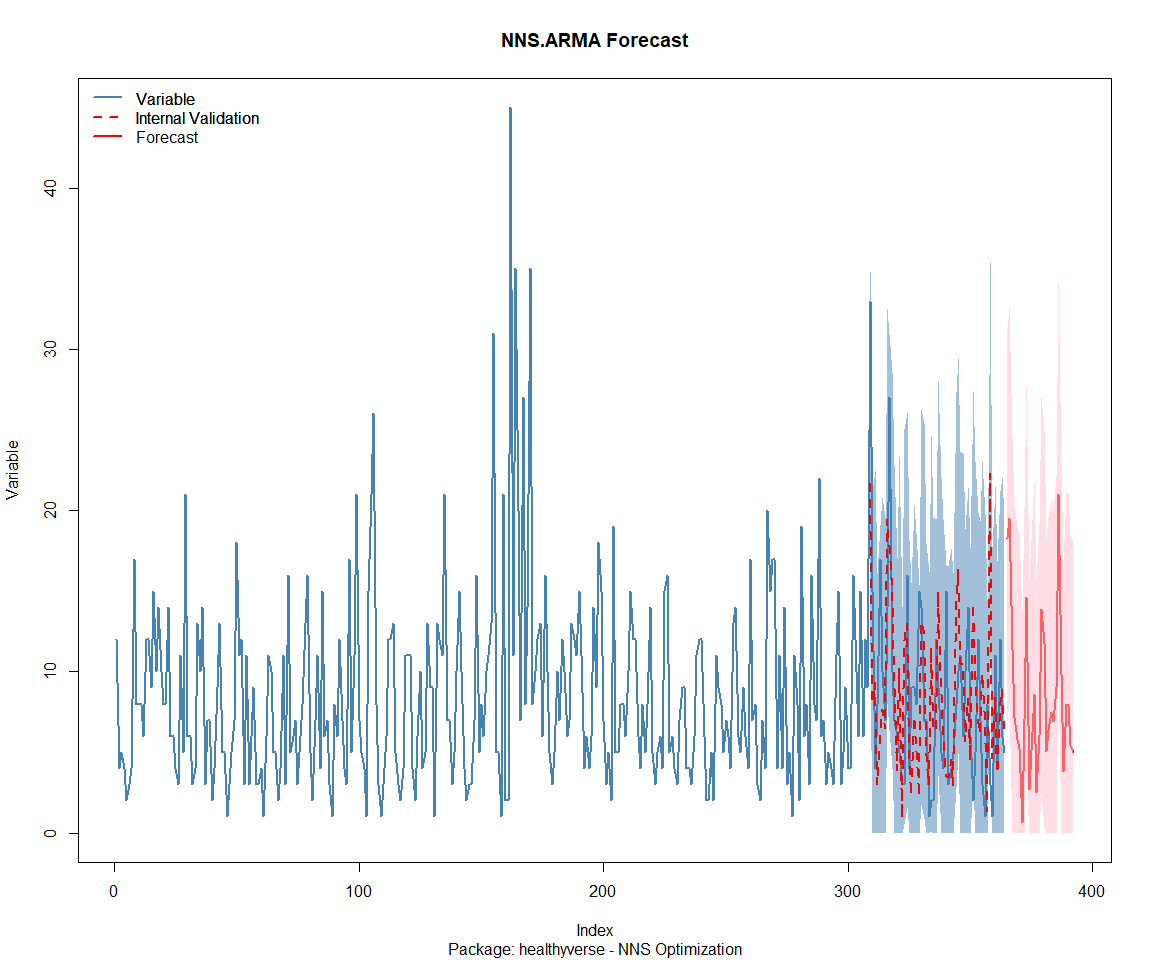 NNS.ARMA Forecast
Variable
Internal Validation
Forecast
Variable
40
30
20
10
0
0
100
200
300
400
Index
Package: healthyverse - NNS Optimization